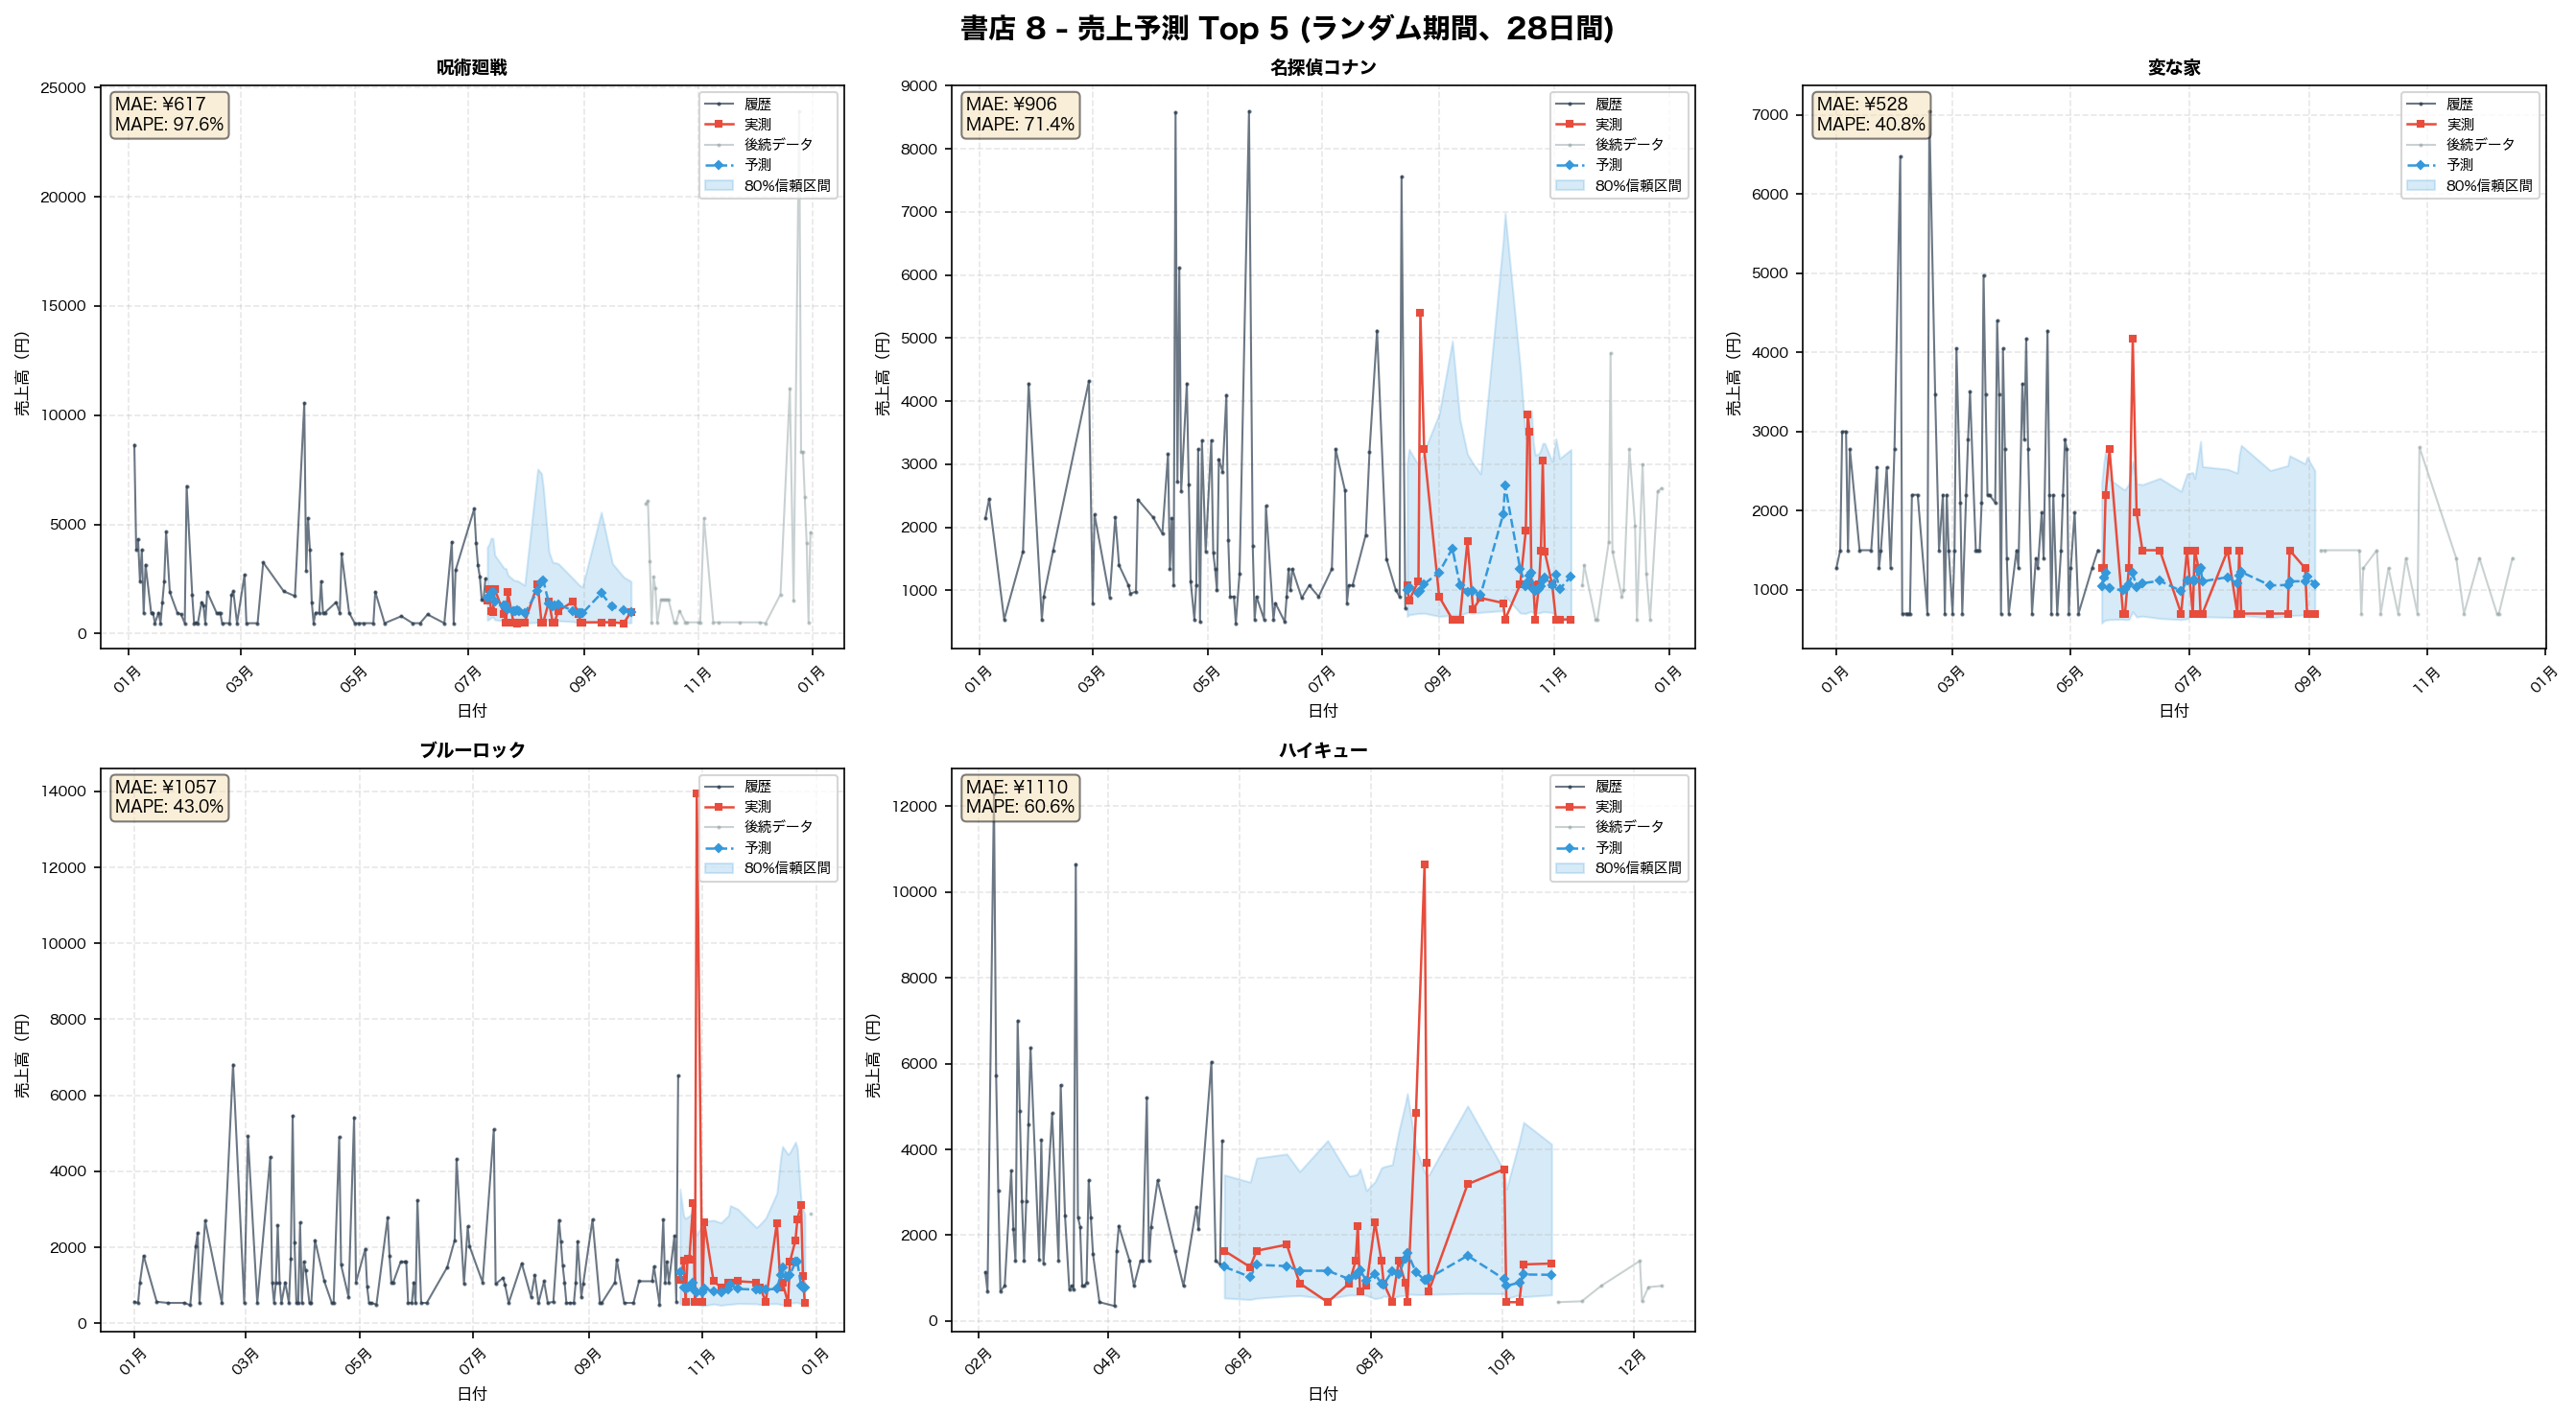 書店 8 - 売上予測 Top 5 (ランダム期間、28日間)
呪術廻戦
MAE: ¥617
MAPE: 97.6%
履歴
実測
後続データ
予測
80%信頼区間
25000
20000
15000
10000
5000
0
売上高（円）
01月
03月
05月
07月
09月
11月
01月
日付
名探偵コナン
MAE: ¥906
MAPE: 71.4%
履歴
実測
後続データ
予測
80%信頼区間
9000
8000
7000
6000
5000
4000
3000
2000
1000
売上高（円）
01月
03月
05月
07月
09月
11月
01月
日付
変な家
MAE: ¥528
MAPE: 40.8%
履歴
実測
後続データ
予測
80%信頼区間
7000
6000
5000
4000
3000
2000
1000
売上高（円）
01月
03月
05月
07月
09月
11月
01月
日付
ブルーロック
MAE: ¥1057
MAPE: 43.0%
履歴
実測
後続データ
予測
80%信頼区間
14000
12000
10000
8000
6000
4000
2000
0
売上高（円）
01月
03月
05月
07月
09月
11月
01月
日付
ハイキュー
MAE: ¥1110
MAPE: 60.6%
履歴
実測
後続データ
予測
80%信頼区間
12000
10000
8000
6000
4000
2000
0
売上高（円）
02月
04月
06月
08月
10月
12月
日付